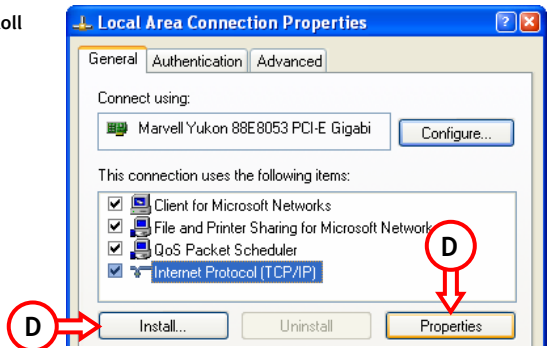 oll
Local Area Connection Properties
General Authentication Advanced
Connect using:
Marvell Yukon 88E8053 PCI-E Gigabi Configure...
This connection uses the following items:
Client for Microsoft Networks
File and Printer Sharing for Microsoft Network
QoS Packet Scheduler
D
Internet Protocol (TCP/IP)
D Install... Uninstall Properties